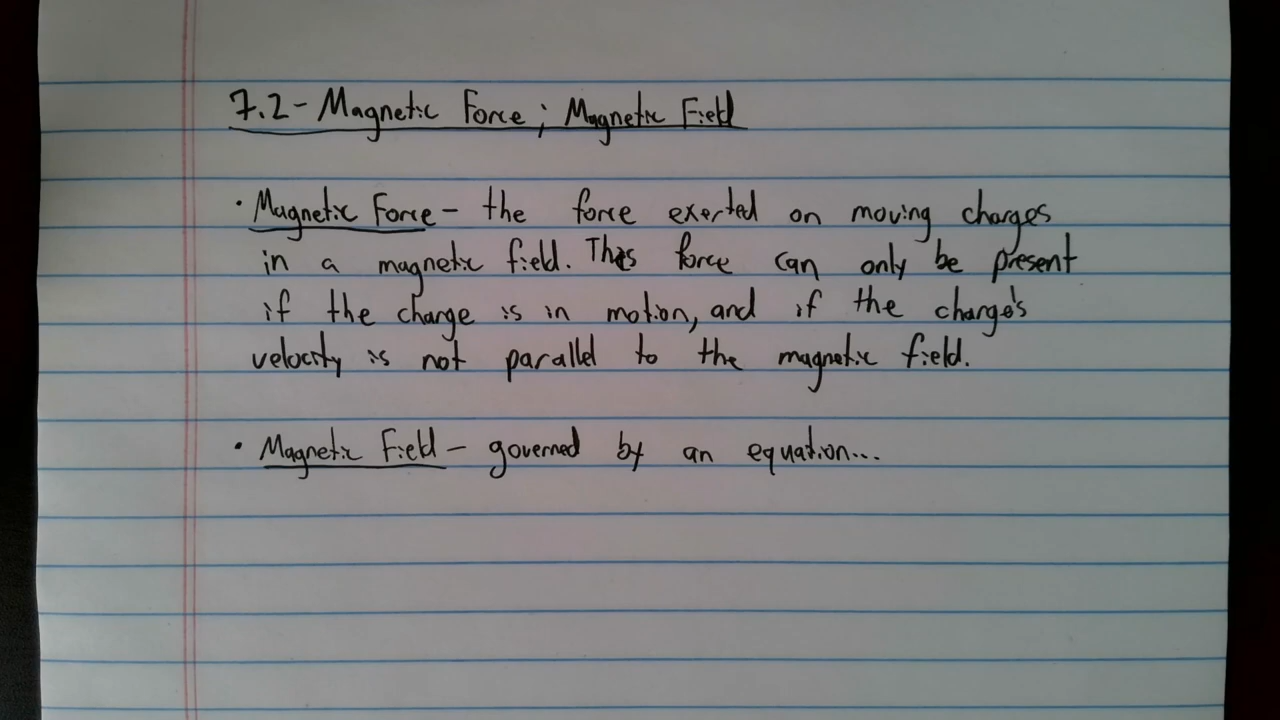 7.2 - Magnetic Force ; Magnetic Field
• Magnetic Force - the force exerted on moving charges
in a magnetic field. This force can only be present
if the charge is in motion, and if the charge's
velocity is not parallel to the magnetic field.
• Magnetic Field - governed by an equation...